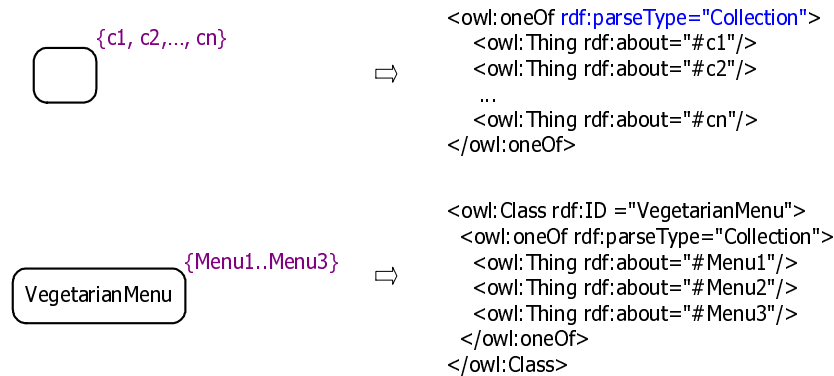 {c1, c2,..., cn}
<owl:oneOf rdf:parseType="Collection">
<owl:Thing rdf:about="#c1"/>
<owl:Thing rdf:about="#c2"/>
...
<owl:Thing rdf:about="#cn"/>
</owl:oneOf>
{Menu1..Menu3}
VegetarianMenu
<owl:Class rdf:ID ="VegetarianMenu">
<owl:oneOf rdf:parseType="Collection">
<owl:Thing rdf:about="#Menu1"/>
<owl:Thing rdf:about="#Menu2"/>
<owl:Thing rdf:about="#Menu3"/>
</owl:oneOf>
</owl:Class>